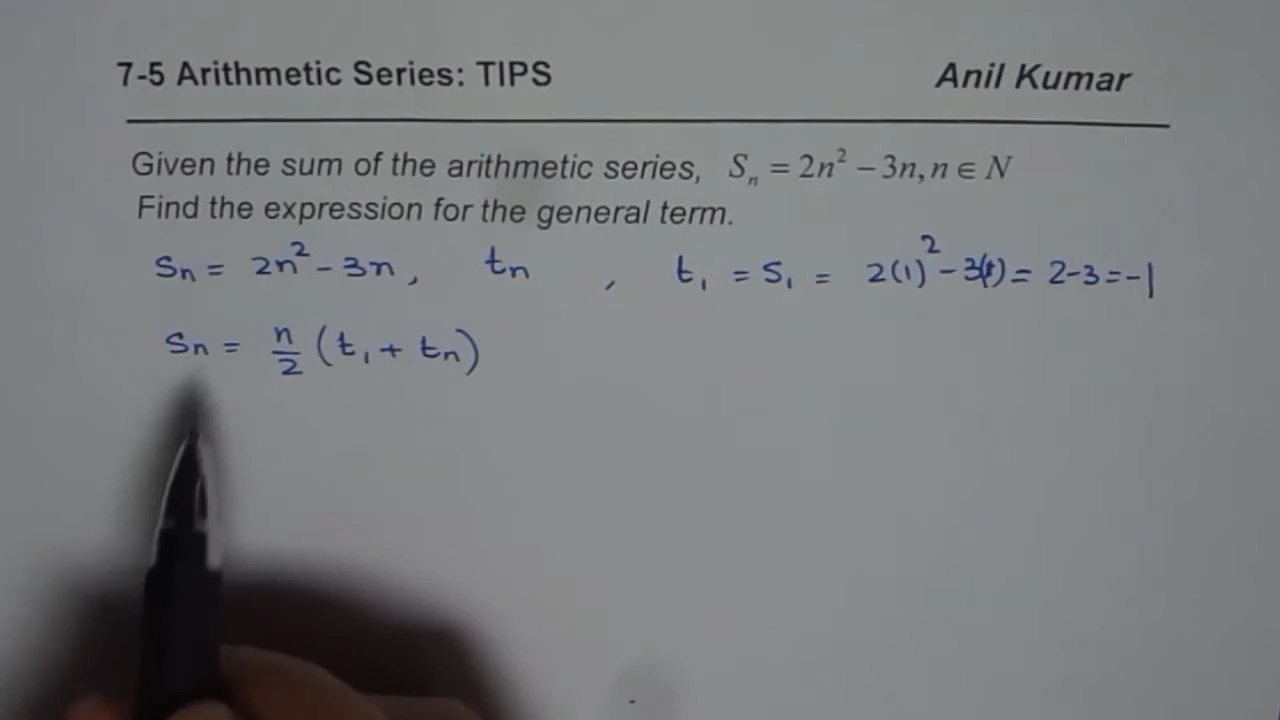 7-5 Arithmetic Series: TIPS Anil Kumar
Given the sum of the arithmetic series, Sₙ = 2n² – 3n, n ∈ N
Find the expression for the general term.
Sn = 2n² - 3n, tn , t₁ = S₁ = 2(1)² - 3(1) = 2-3 = -1
Sn = n/2 (t₁ + tn)